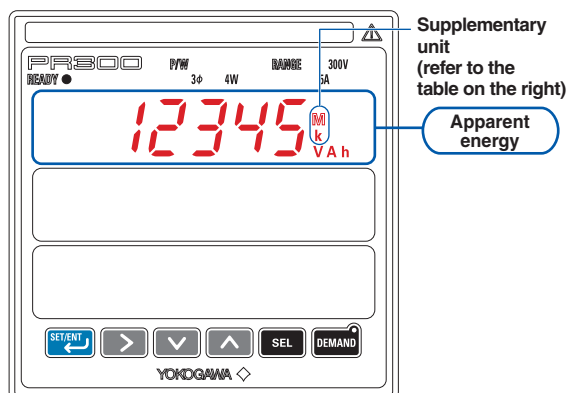 Supplementary
unit
(refer to the
table on the right)
PR300 P/W RANGE 300V
READY 3φ 4W 5A
12345 M
k
VAh
Apparent
energy
SET/ENT SEL DEMAND
YOKOGAWA